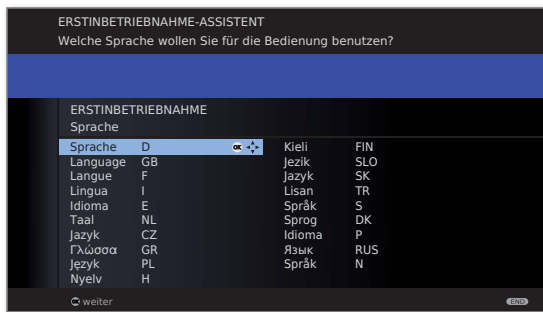 ERSTINBETRIEBNAHME-ASSISTENT
Welche Sprache wollen Sie für die Bedienung benutzen?
ERSTINBETRIEBNAHME
Sprache
Sprache D OK Kieli FIN
Language GB Jezik SLO
Langue F Jazyk SK
Lingua I Lisan TR
Idioma E Språk S
Taal NL Sprog DK
Jazyk CZ Idioma P
Γλώσσα GR Язык RUS
Język PL Språk N
Nyelv H
OK weiter END